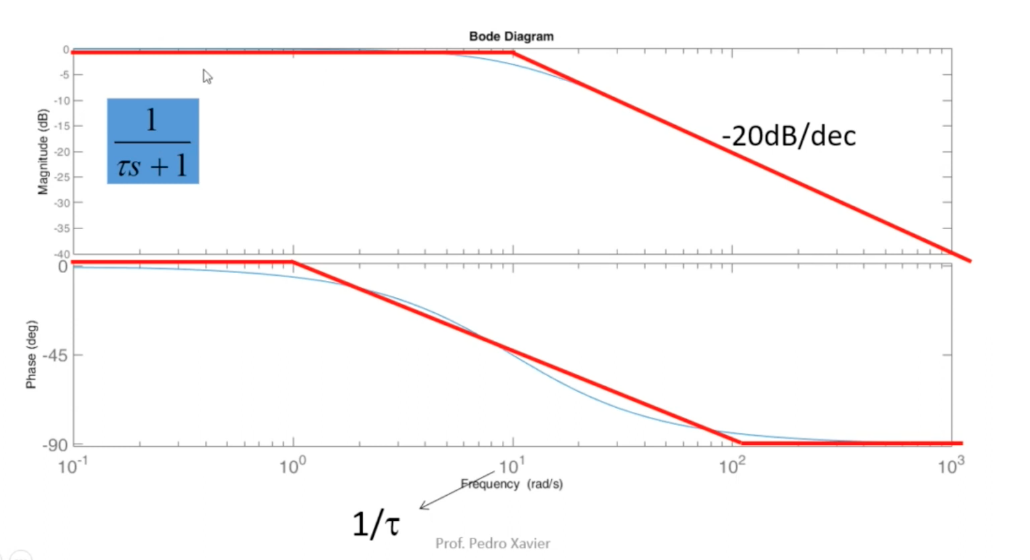 Bode Diagram
Magnitude (dB)
0
-5
-10
-15
-20
-25
-30
-35
-40
1
τs + 1
-20dB/dec
Phase (deg)
0
-45
-90
10⁻¹ 10⁰ 10¹ 10² 10³
Frequency (rad/s)
1/τ
Prof. Pedro Xavier